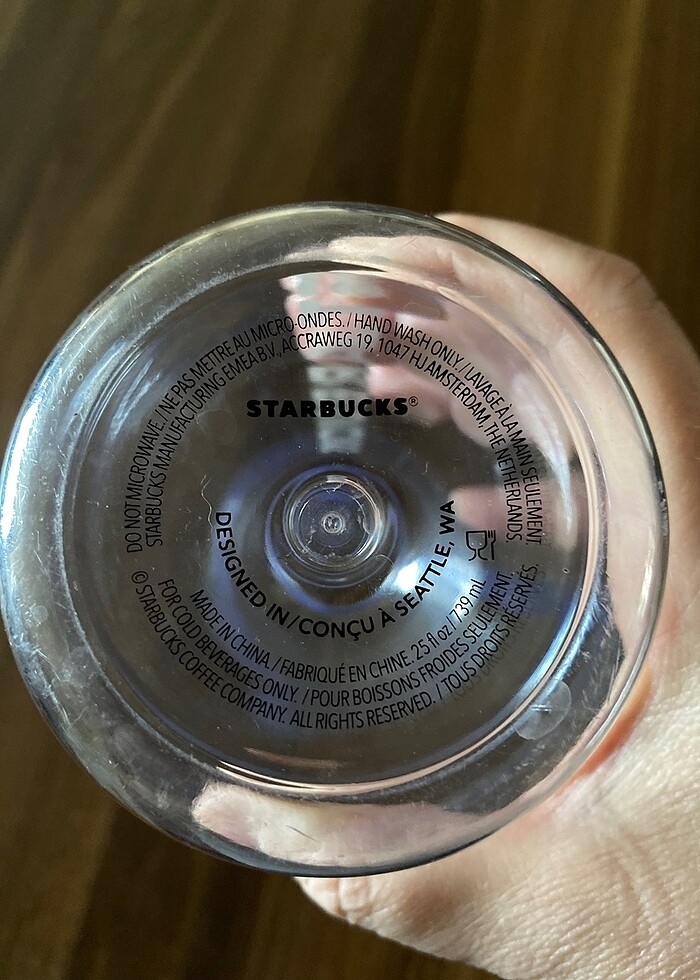 DO NOT MICROWAVE. / NE PAS METTRE AU MICRO-ONDES. / HAND WASH ONLY. / LAVAGE À LA MAIN SEULEMENT.
STARBUCKS MANUFACTURING EMEA B.V., ACCRAWEG 19, 1047 HJ AMSTERDAM, THE NETHERLANDS.
STARBUCKS®
DESIGNED IN / CONÇU À SEATTLE, WA
MADE IN CHINA. / FABRIQUÉ EN CHINE. 25 fl oz / 739 mL
FOR COLD BEVERAGES ONLY. / POUR BOISSONS FROIDES SEULEMENT.
© STARBUCKS COFFEE COMPANY. ALL RIGHTS RESERVED. / TOUS DROITS RÉSERVÉS.